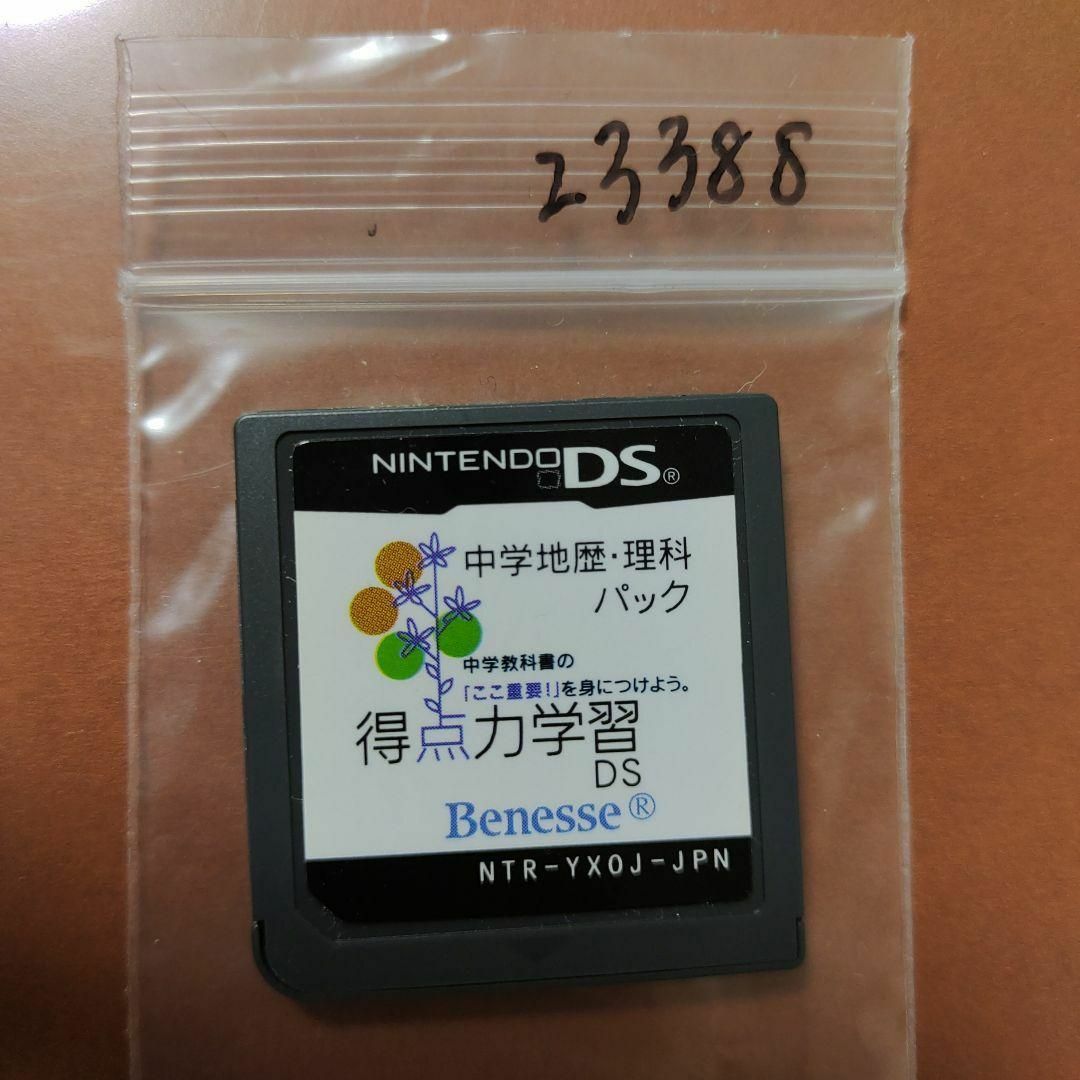 23388
NINTENDO DS®
中学地歴・理科
パック
中学教科書の
「ここ重要!」を身につけよう。
得点力学習
DS
Benesse®
NTR-YX0J-JPN